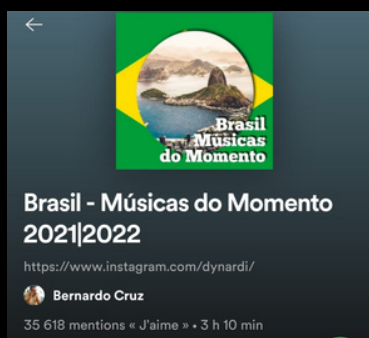 Brasil
Músicas
do Momento
Brasil - Músicas do Momento
2021|2022
https://www.instagram.com/dynardi/
Bernardo Cruz
35 618 mentions « J'aime » • 3 h 10 min